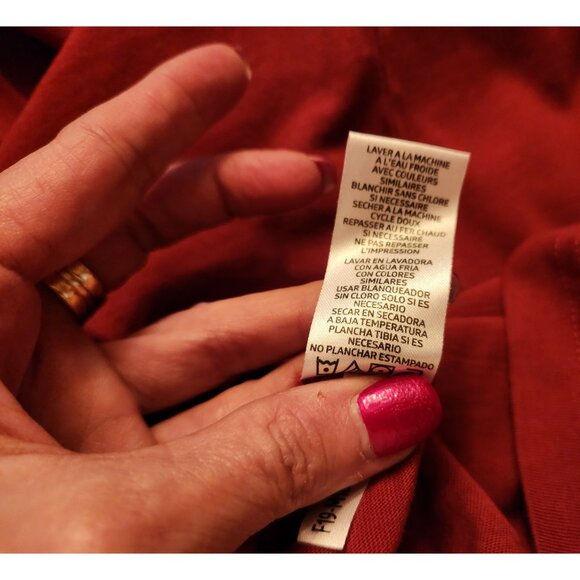 LAVER A LA MACHINE
A L'EAU FROIDE
AVEC COULEURS
SIMILAIRES
BLANCHIR SANS CHLORE
SI NECESSAIRE
SECHER A LA MACHINE
CYCLE DOUX
REPASSER AU FER CHAUD
SI NECESSAIRE
NE PAS REPASSER
L'IMPRESSION
LAVAR EN LAVADORA
CON AGUA FRIA
CON COLORES
SIMILARES
USAR BLANQUEADOR
SIN CLORO SOLO SI ES
NECESARIO
SECAR EN SECADORA
A BAJA TEMPERATURA
PLANCHA TIBIA SI ES
NECESARIO
NO PLANCHAR ESTAMPADO
F19-M